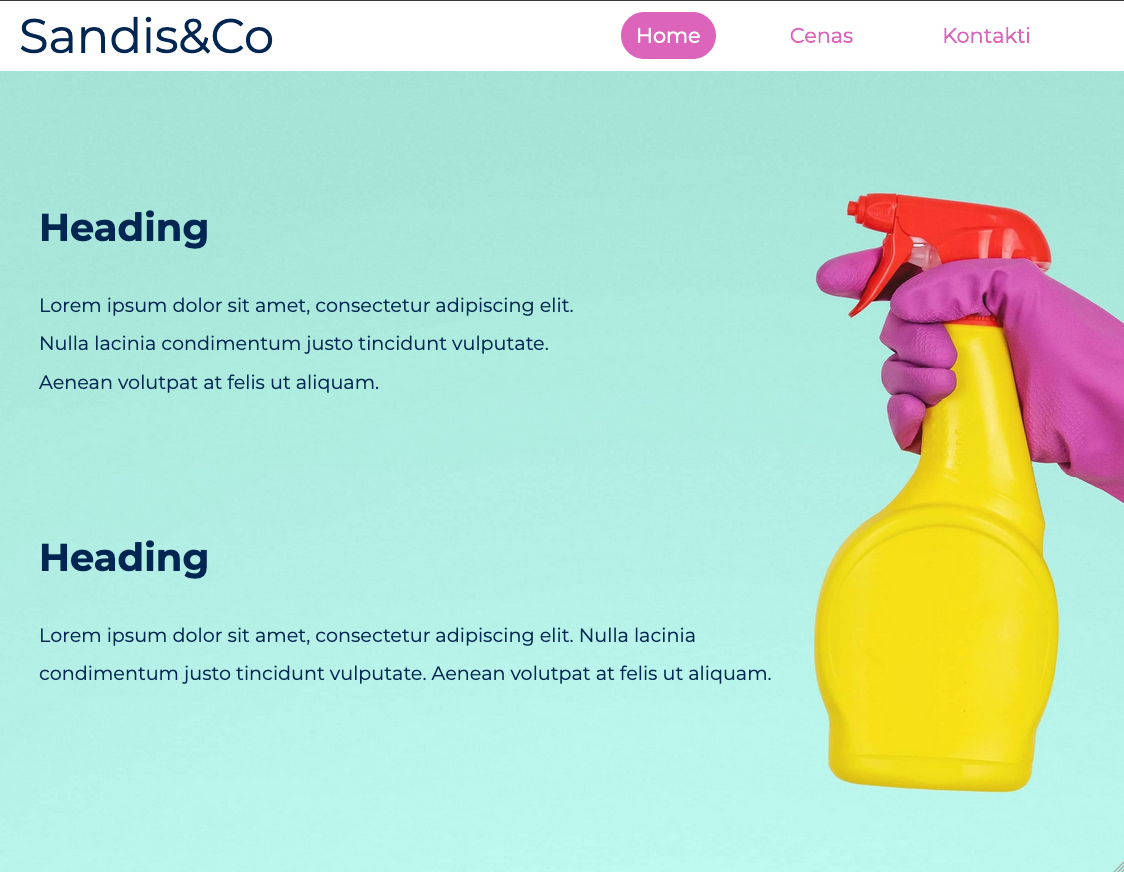 Sandis&Co
Home
Cenas
Kontakti
Heading
Lorem ipsum dolor sit amet, consectetur adipiscing elit.
Nulla lacinia condimentum justo tincidunt vulputate.
Aenean volutpat at felis ut aliquam.
Heading
Lorem ipsum dolor sit amet, consectetur adipiscing elit. Nulla lacinia
condimentum justo tincidunt vulputate. Aenean volutpat at felis ut aliquam.